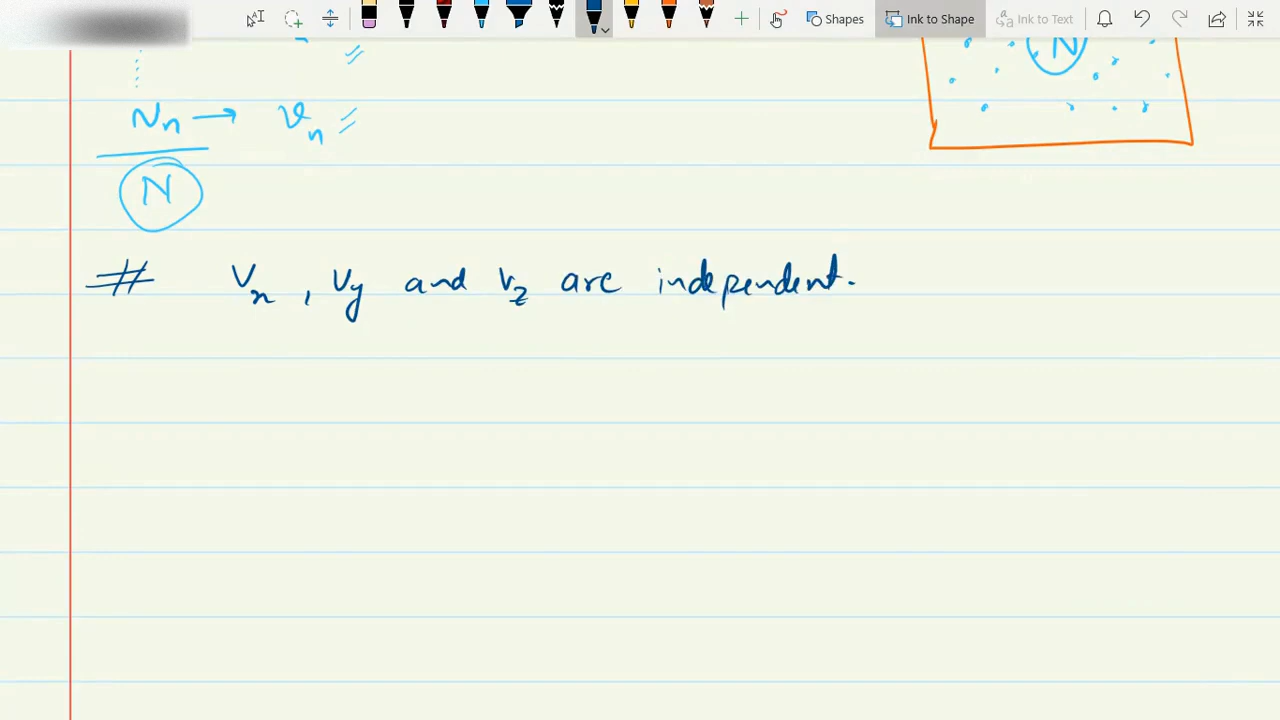 Shapes Ink to Shape Ink to Text
N
Nn → vn =
N
# Vx, Vy and Vz are independent.